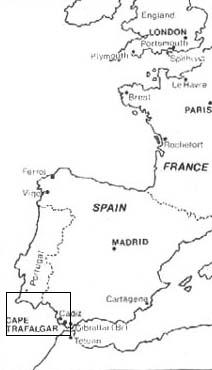 England
LONDON
Portsmouth
Plymouth
Spithead
Le Havre
Brest
PARIS
Rochefort
FRANCE
Ferrol
Vigo
SPAIN
MADRID
Portugal
Cartagena
Cadiz
CAPE
TRAFALGAR
Gibraltar (Br)
Tetuan